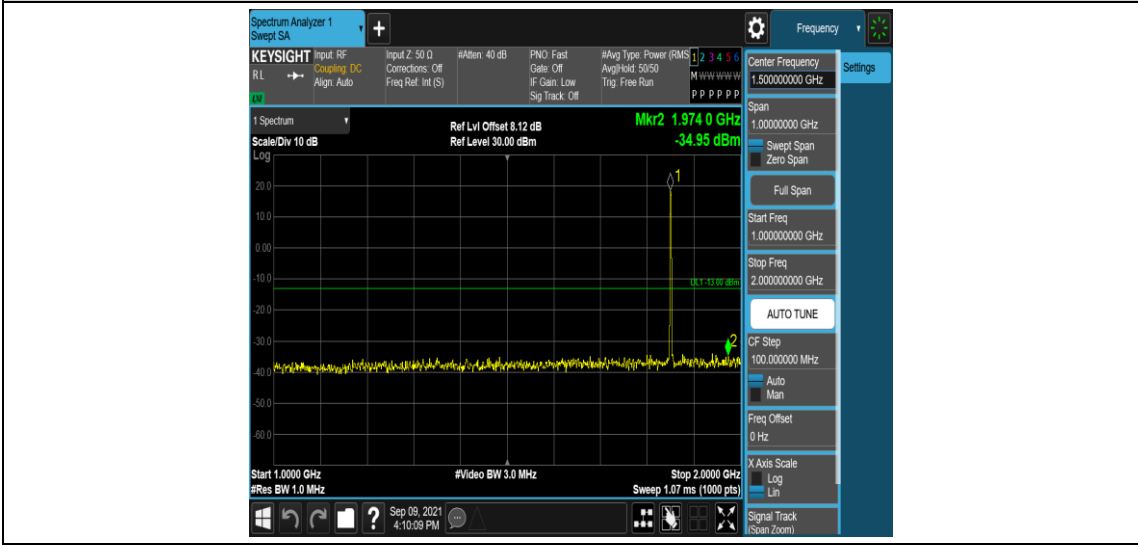 Spectrum Analyzer 1
Swept SA
+
Frequency
KEYSIGHT
RL
Input: RF
Coupling: DC
Align: Auto
Input Z: 50 Ω
Corrections: Off
Freq Ref: Int (S)
#Atten: 40 dB
PNO: Fast
Gate: Off
IF Gain: Low
Sig Track: Off
#Avg Type: Power (RMS
Avg|Hold: 50/50
Trig: Free Run
1 2 3 4 5 6
M W W W W W
P P P P P P
1 Spectrum
Scale/Div 10 dB
Log
Ref Lvl Offset 8.12 dB
Ref Level 30.00 dBm
Mkr2 1.974 0 GHz
-34.95 dBm
1
20.0
10.0
0.00
-10.0
DL1 -13.00 dBm
-20.0
-30.0
2
-40.0
-50.0
-60.0
Start 1.0000 GHz
#Video BW 3.0 MHz
Stop 2.0000 GHz
#Res BW 1.0 MHz
Sweep 1.07 ms (1000 pts)
?
Sep 09, 2021
4:10:09 PM
Center Frequency
1.500000000 GHz
Settings
Span
1.00000000 GHz
Swept Span
Zero Span
Full Span
Start Freq
1.000000000 GHz
Stop Freq
2.000000000 GHz
AUTO TUNE
CF Step
100.000000 MHz
Auto
Man
Freq Offset
0 Hz
X Axis Scale
Log
Lin
Signal Track
(Span Zoom)